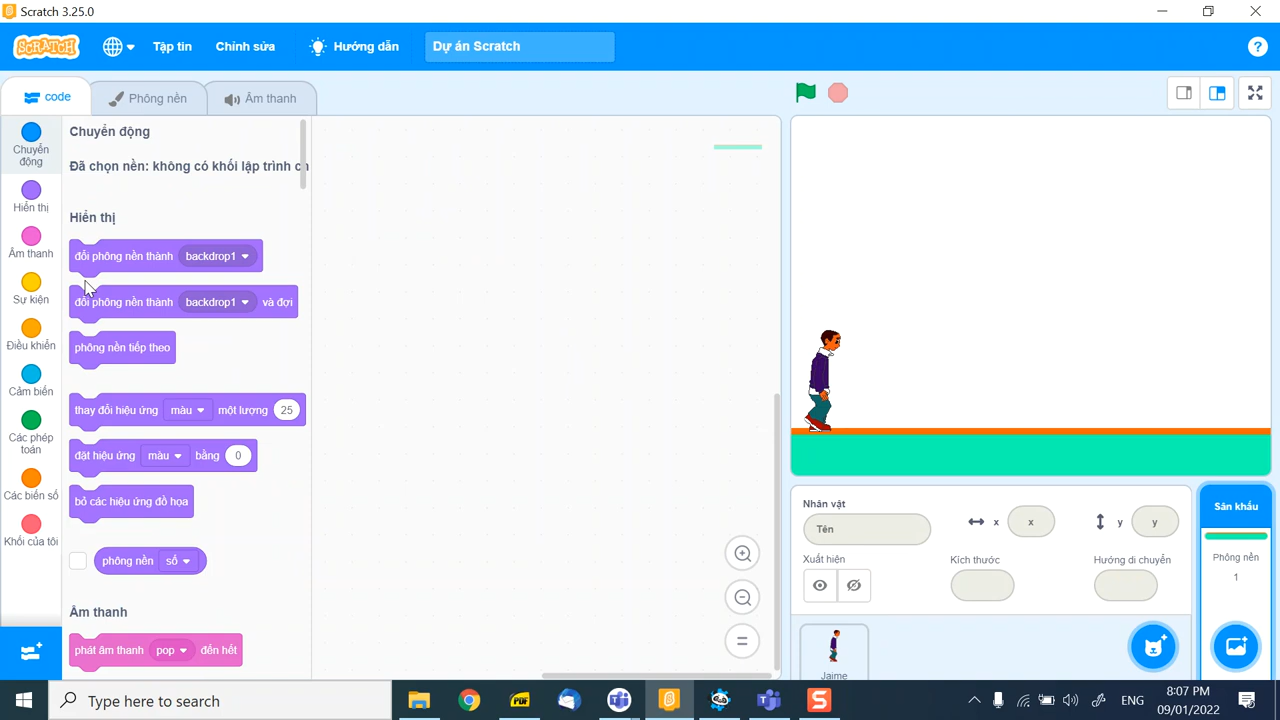 Scratch 3.25.0
SCRATCH
Tập tin
Chỉnh sửa
Hướng dẫn
Dự án Scratch
?
code
Phông nền
Âm thanh
Chuyển động
Hiển thị
Âm thanh
Sự kiện
Điều khiển
Cảm biến
Các phép toán
Các biến số
Khối của tôi
Chuyển động
Đã chọn nền: không có khối lập trình ch
Hiển thị
đổi phông nền thành backdrop1
đổi phông nền thành backdrop1 và đợi
phông nền tiếp theo
thay đổi hiệu ứng màu một lượng 25
đặt hiệu ứng màu bằng 0
bỏ các hiệu ứng đồ họa
phông nền số
Âm thanh
phát âm thanh pop đến hết
Nhân vật
Tên
x x
y y
Xuất hiện
Kích thước
Hướng di chuyển
Jaime
Sân khấu
Phông nền
1
Type here to search
PDF
ENG
8:07 PM
09/01/2022